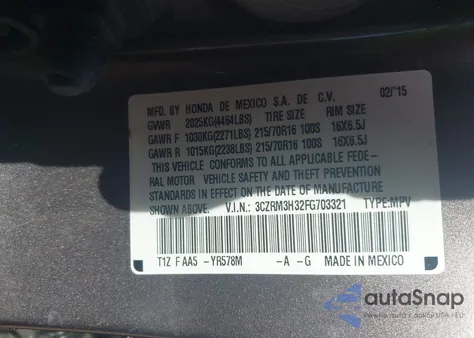 MFD. BY HONDA DE MEXICO S.A. DE C.V. 02/15
GVWR 2025KG(4464LBS) TIRE SIZE RIM SIZE
GAWR F 1030KG(2271LBS) 215/70R16 100S 16X6.5J
GAWR R 1015KG(2238LBS) 215/70R16 100S 16X6.5J
THIS VEHICLE CONFORMS TO ALL APPLICABLE FEDE-
RAL MOTOR VEHICLE SAFETY AND THEFT PREVENTION
STANDARDS IN EFFECT ON THE DATE OF MANUFACTURE
SHOWN ABOVE. V.I.N.: 3CZRM3H32FG703321 TYPE:MPV
T1Z F AA5 -YR578M -A -G MADE IN MEXICO
autoSnap